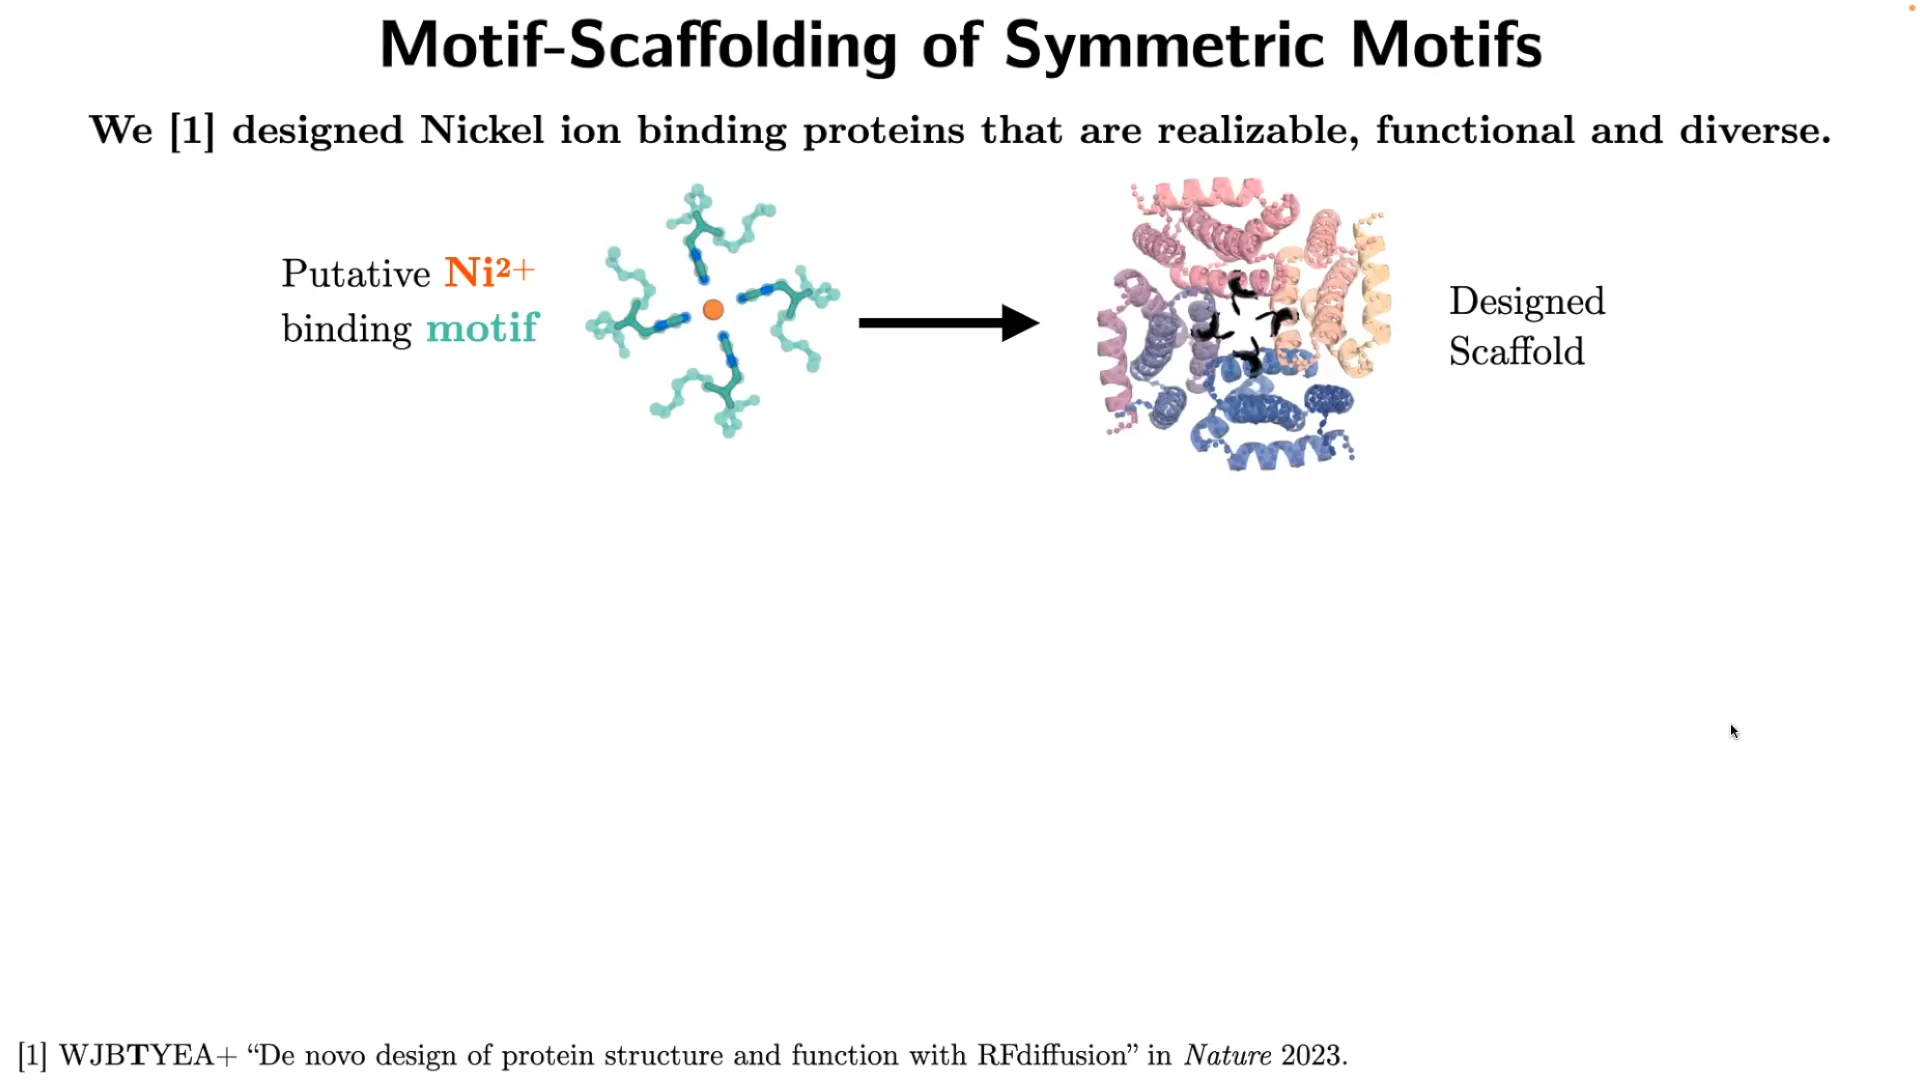 Motif-Scaffolding of Symmetric Motifs
We [1] designed Nickel ion binding proteins that are realizable, functional and diverse.
Putative Ni²⁺
binding motif
Designed
Scaffold
[1] WJBTYEA+ “De novo design of protein structure and function with RFdiffusion” in Nature 2023.